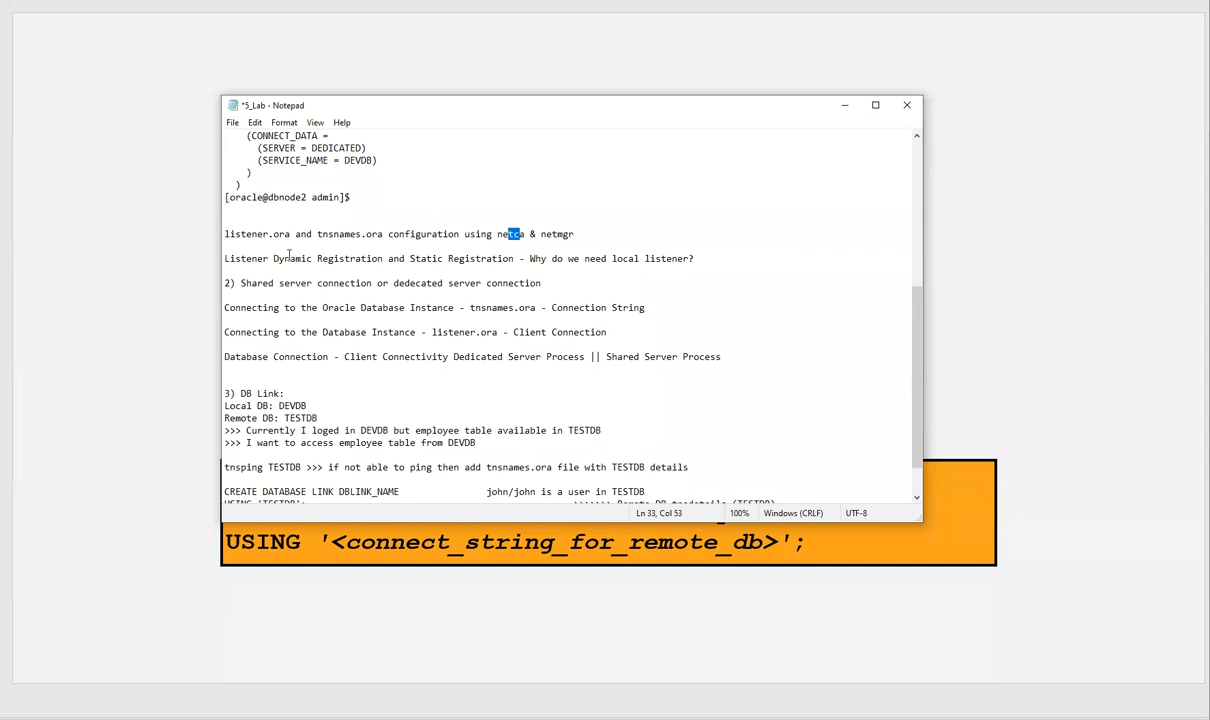 *5_Lab - Notepad
File Edit Format View Help
(CONNECT_DATA =
(SERVER = DEDICATED)
(SERVICE_NAME = DEVDB)
)
)
[oracle@dbnode2 admin]$
listener.ora and tnsnames.ora configuration using netca & netmgr
Listener Dynamic Registration and Static Registration - Why do we need local listener?
2) Shared server connection or dedecated server connection
Connecting to the Oracle Database Instance - tnsnames.ora - Connection String
Connecting to the Database Instance - listener.ora - Client Connection
Database Connection - Client Connectivity Dedicated Server Process || Shared Server Process
3) DB Link:
Local DB: DEVDB
Remote DB: TESTDB
>>> Currently I loged in DEVDB but employee table available in TESTDB
>>> I want to access employee table from DEVDB
tnsping TESTDB >>> if not able to ping then add tnsnames.ora file with TESTDB details
CREATE DATABASE LINK DBLINK_NAME john/john is a user in TESTDB
Ln 33, Col 53 100% Windows (CRLF) UTF-8
USING '<connect_string_for_remote_db>';